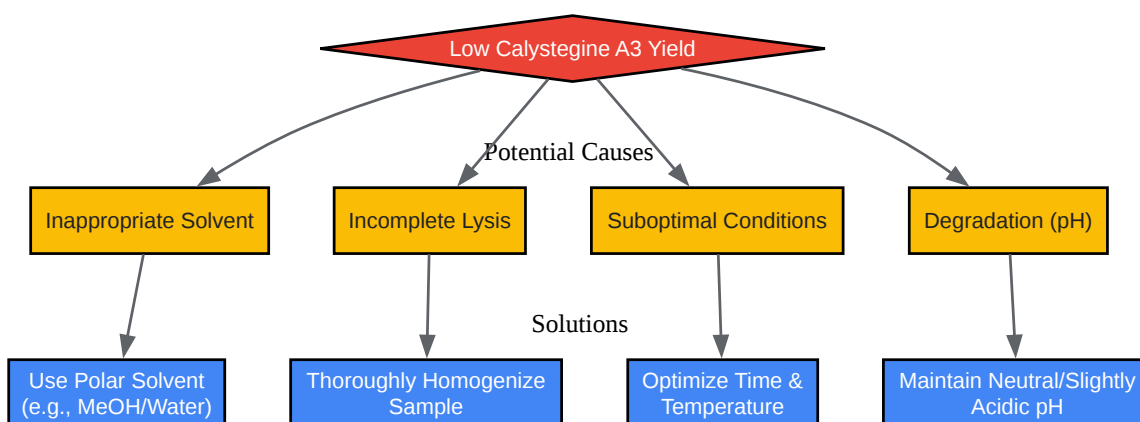 Low Calystegine A3 Yield
Potential Causes
Inappropriate Solvent
Incomplete Lysis
Suboptimal Conditions
Degradation (pH)
Solutions
Use Polar Solvent
(e.g., MeOH/Water)
Thoroughly Homogenize
Sample
Optimize Time &
Temperature
Maintain Neutral/Slightly
Acidic pH